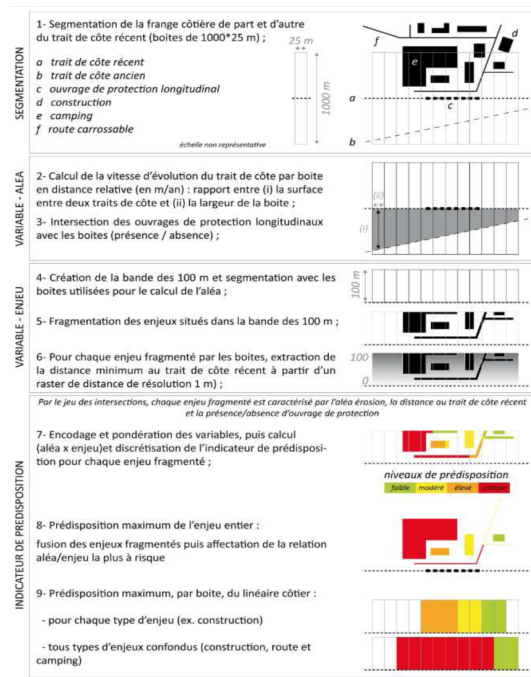 SEGMENTATION
1- Segmentation de la frange côtière de part et d'autre
du trait de côte récent (boites de 1000*25 m) ;
a trait de côte récent
b trait de côte ancien
c ouvrage de protection longitudinal
d construction
e camping
f route carrossable
échelle non représentative
25 m
1000 m
a
b
c
d
e
f
VARIABLE - ALEA
2- Calcul de la vitesse d'évolution du trait de côte par boite
en distance relative (en m/an) : rapport entre (i) la surface
entre deux traits de côte et (ii) la largeur de la boite ;
3- Intersection des ouvrages de protection longitudinaux
avec les boites (présence / absence) ;
(ii)
(i)
VARIABLE - ENJEU
4- Création de la bande des 100 m et segmentation avec les
boites utilisées pour le calcul de l'aléa ;
5- Fragmentation des enjeux situés dans la bande des 100 m ;
6- Pour chaque enjeu fragmenté par les boites, extraction de
la distance minimum au trait de côte récent à partir d'un
raster de distance de résolution 1 m) ;
100 m
100
0
INDICATEUR DE PREDISPOSITION
Par le jeu des intersections, chaque enjeu fragmenté est caractérisé par l'aléa érosion, la distance au trait de côte récent
et la présence/absence d'ouvrage de protection
7- Encodage et pondération des variables, puis calcul
(aléa x enjeu)et discrétisation de l'indicateur de prédisposi-
tion pour chaque enjeu fragmenté ;
niveaux de prédisposition
faible modéré élevé
8- Prédisposition maximum de l'enjeu entier :
fusion des enjeux fragmentés puis affectation de la relation
aléa/enjeu la plus à risque
9- Prédisposition maximum, par boite, du linéaire côtier :
- pour chaque type d'enjeu (ex. construction)
- tous types d'enjeux confondus (construction, route et
camping)